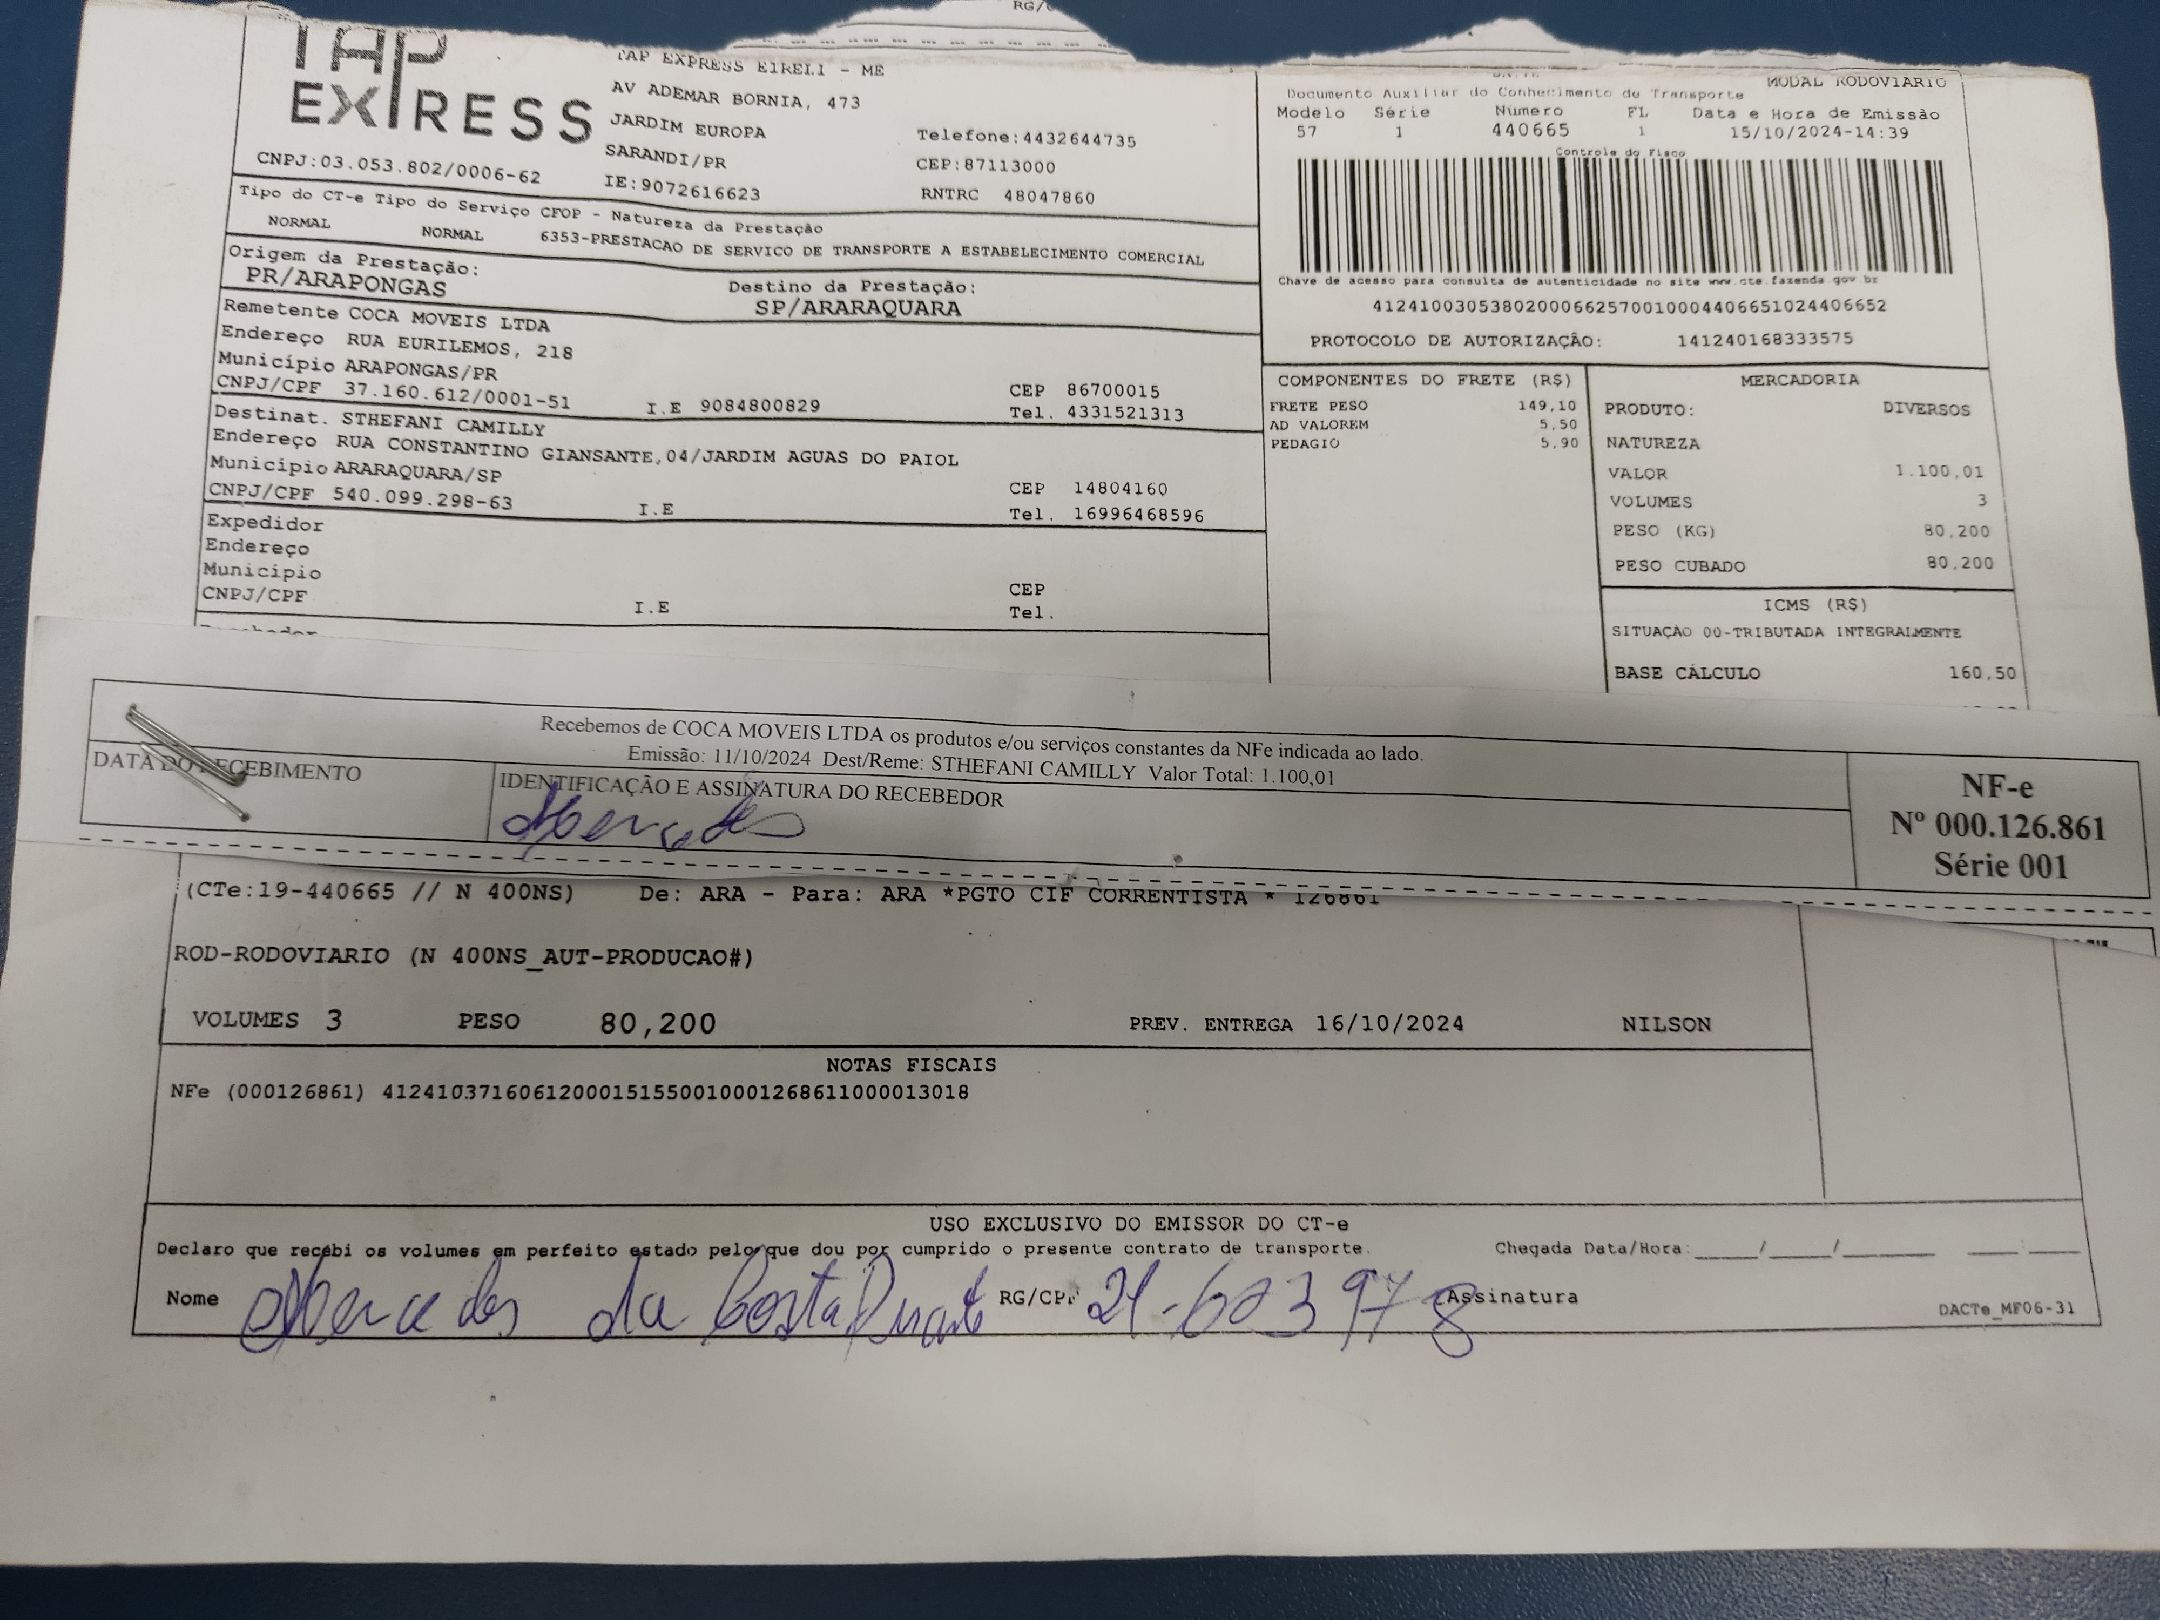 RG/
TAP
EXPRESS
CNPJ:03.053.802/0006-62
TAP EXPRESS EIRELI - ME
AV ADEMAR BORNIA, 473
JARDIM EUROPA
SARANDI/PR
IE:9072616623
Telefone:4432644735
CEP:87113000
RNTRC 48047860
MODAL RODOVIARIO
Documento Auxiliar do Conhecimento de Transporte
Modelo Série Número FL Data e Hora de Emissão
57 1 440665 1 15/10/2024-14:39
Controle do Fisco
Chave de acesso para consulta de autenticidade no site www.cte.fazenda.gov.br
41241003053802000662570010004406651024406652
PROTOCOLO DE AUTORIZAÇÃO: 141240168333575
Tipo do CT-e Tipo do Serviço CFOP - Natureza da Prestação
NORMAL NORMAL 6353-PRESTACAO DE SERVICO DE TRANSPORTE A ESTABELECIMENTO COMERCIAL
Origem da Prestação: Destino da Prestação:
PR/ARAPONGAS SP/ARARAQUARA
Remetente COCA MOVEIS LTDA
Endereço RUA EURILEMOS, 218
Município ARAPONGAS/PR CEP 86700015
CNPJ/CPF 37.160.612/0001-51 I.E 9084800829 Tel. 4331521313
Destinat. STHEFANI CAMILLY
Endereço RUA CONSTANTINO GIANSANTE,04/JARDIM AGUAS DO PAIOL
Município ARARAQUARA/SP CEP 14804160
CNPJ/CPF 540.099.298-63 I.E Tel. 16996468596
Expedidor
Endereço
Município CEP
CNPJ/CPF I.E Tel.
COMPONENTES DO FRETE (R$)
FRETE PESO 149,10
AD VALOREM 5,50
PEDAGIO 5,90
MERCADORIA
PRODUTO: DIVERSOS
NATUREZA
VALOR 1.100,01
VOLUMES 3
PESO (KG) 80,200
PESO CUBADO 80,200
ICMS (R$)
SITUAÇÃO 00-TRIBUTADA INTEGRALMENTE
BASE CÁLCULO 160,50
Recebemos de COCA MOVEIS LTDA os produtos e/ou serviços constantes da NFe indicada ao lado.
Emissão: 11/10/2024 Dest/Reme: STHEFANI CAMILLY Valor Total: 1.100,01
DATA DO RECEBIMENTO
IDENTIFICAÇÃO E ASSINATURA DO RECEBEDOR
NF-e
Nº 000.126.861
Série 001
(CTe:19-440665 // N 400NS) De: ARA - Para: ARA *PGTO CIF CORRENTISTA * 126861
ROD-RODOVIARIO (N 400NS_AUT-PRODUCAO#)
VOLUMES 3 PESO 80,200 PREV. ENTREGA 16/10/2024 NILSON
NOTAS FISCAIS
NFe (000126861) 41241037160612000151550010001268611000013018
USO EXCLUSIVO DO EMISSOR DO CT-e
Declaro que recebi os volumes em perfeito estado pelo que dou por cumprido o presente contrato de transporte. Chegada Data/Hora:____/____/______ ___:___
Nome da Costa Duarte RG/CPF Assinatura
DACTe_MF06-31